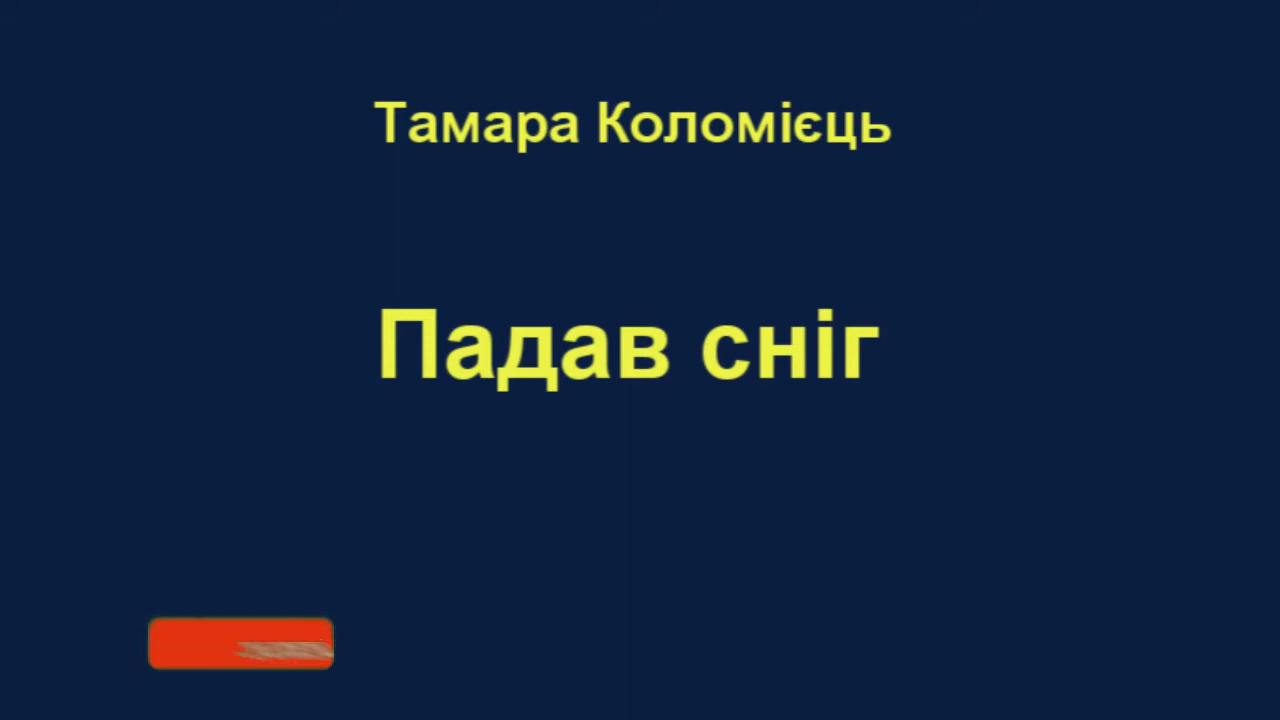 Тамара Коломієць
Падав сніг